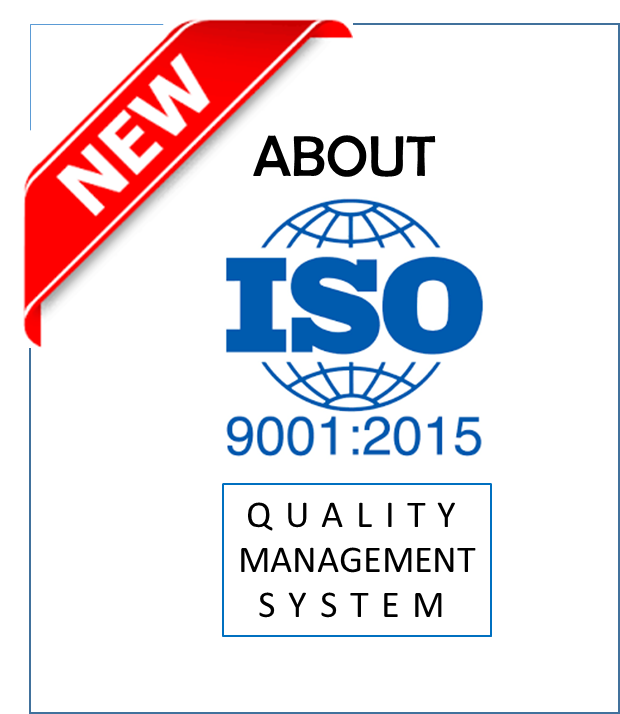 NEW
ABOUT
ISO
9001:2015
QUALITY
MANAGEMENT
SYSTEM